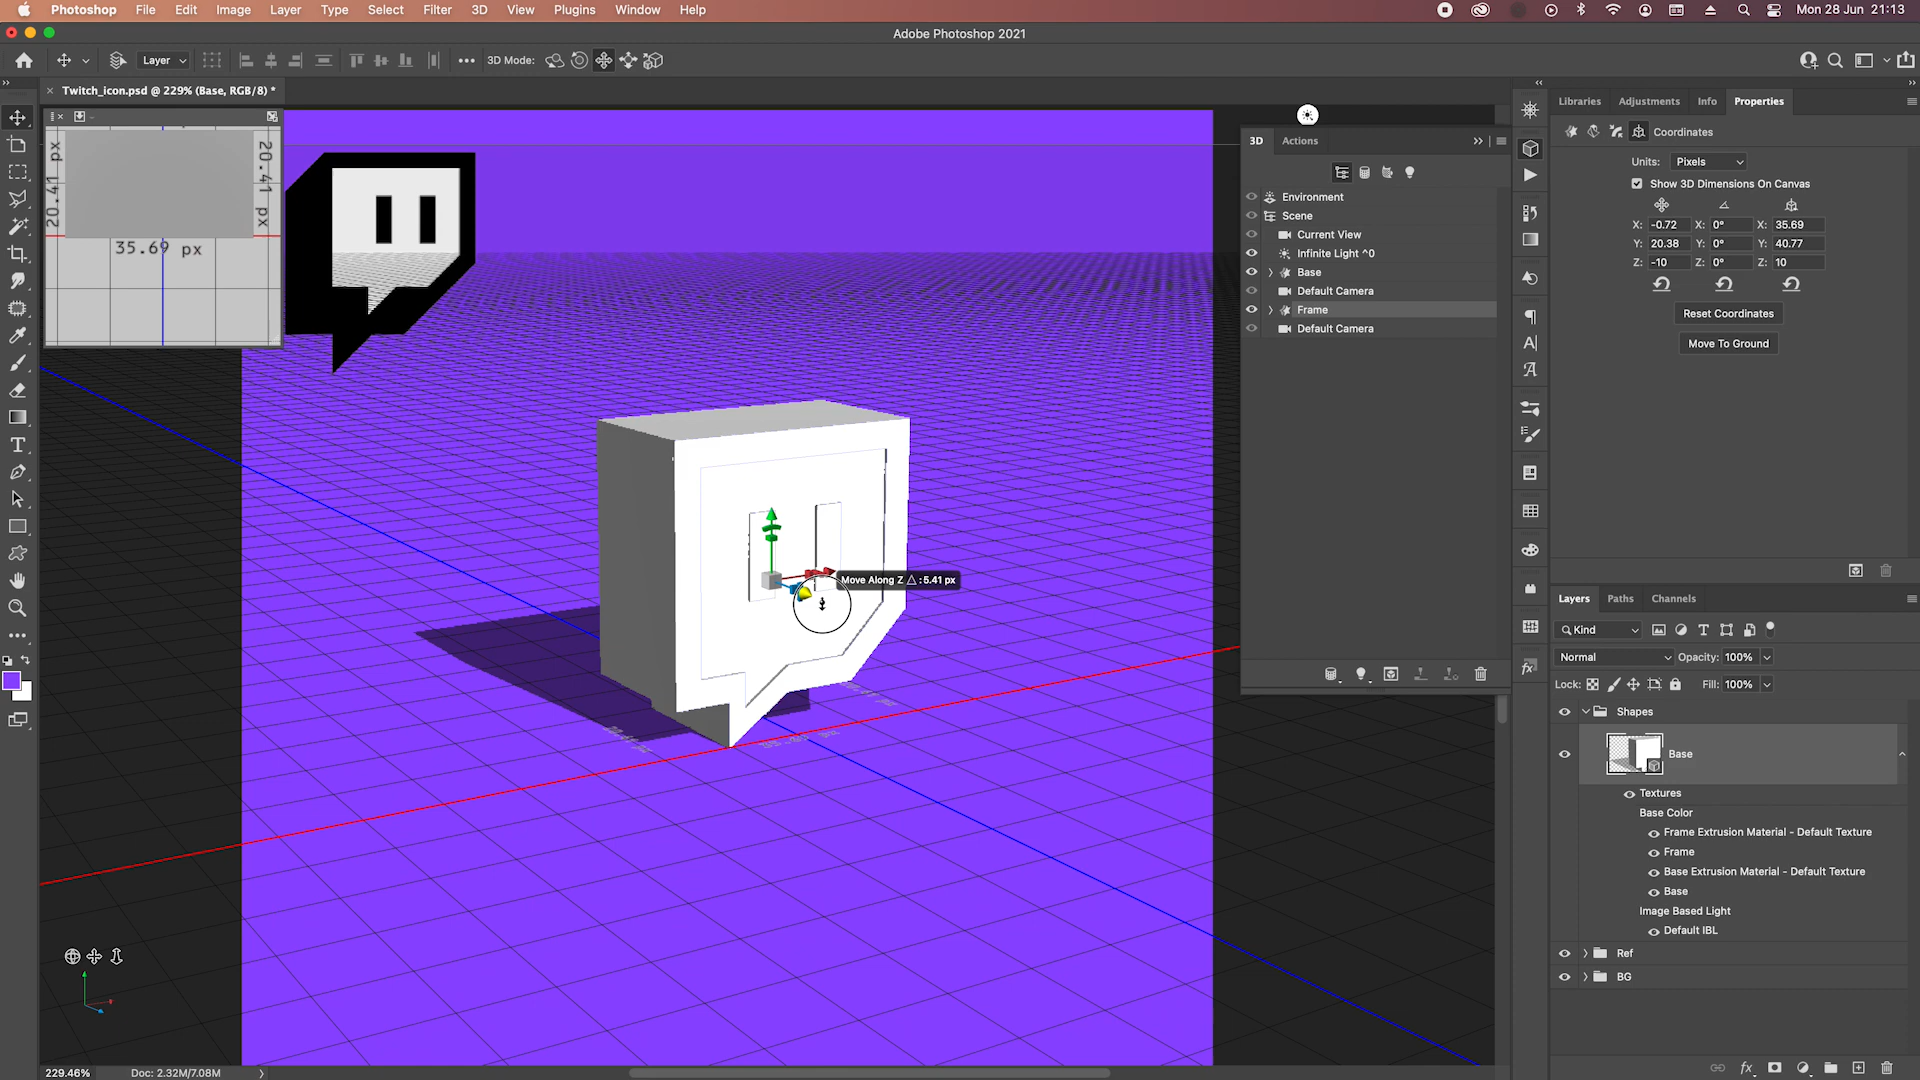 Photoshop File Edit Image Layer Type Select Filter 3D View Plugins Window Help Mon 28 Jun 21:13
Adobe Photoshop 2021
Layer 3D Mode:
Twitch_icon.psd @ 229% (Base, RGB/8) *
20.41 px
20.41 px
35.69 px
Move Along Z △ : 5.41 px
3D Actions
Environment
Scene
Current View
Infinite Light ^0
Base
Default Camera
Frame
Default Camera
Libraries Adjustments Info Properties
Coordinates
Units: Pixels
Show 3D Dimensions On Canvas
X: -0.72 X: 0° X: 35.69
Y: 20.38 Y: 0° Y: 40.77
Z: -10 Z: 0° Z: 10
Reset Coordinates
Move To Ground
Layers Paths Channels
Kind
Normal Opacity: 100%
Lock: Fill: 100%
Shapes
Base
Textures
Base Color
Frame Extrusion Material - Default Texture
Frame
Base Extrusion Material - Default Texture
Base
Image Based Light
Default IBL
Ref
BG
229.46% Doc: 2.32M/7.08M